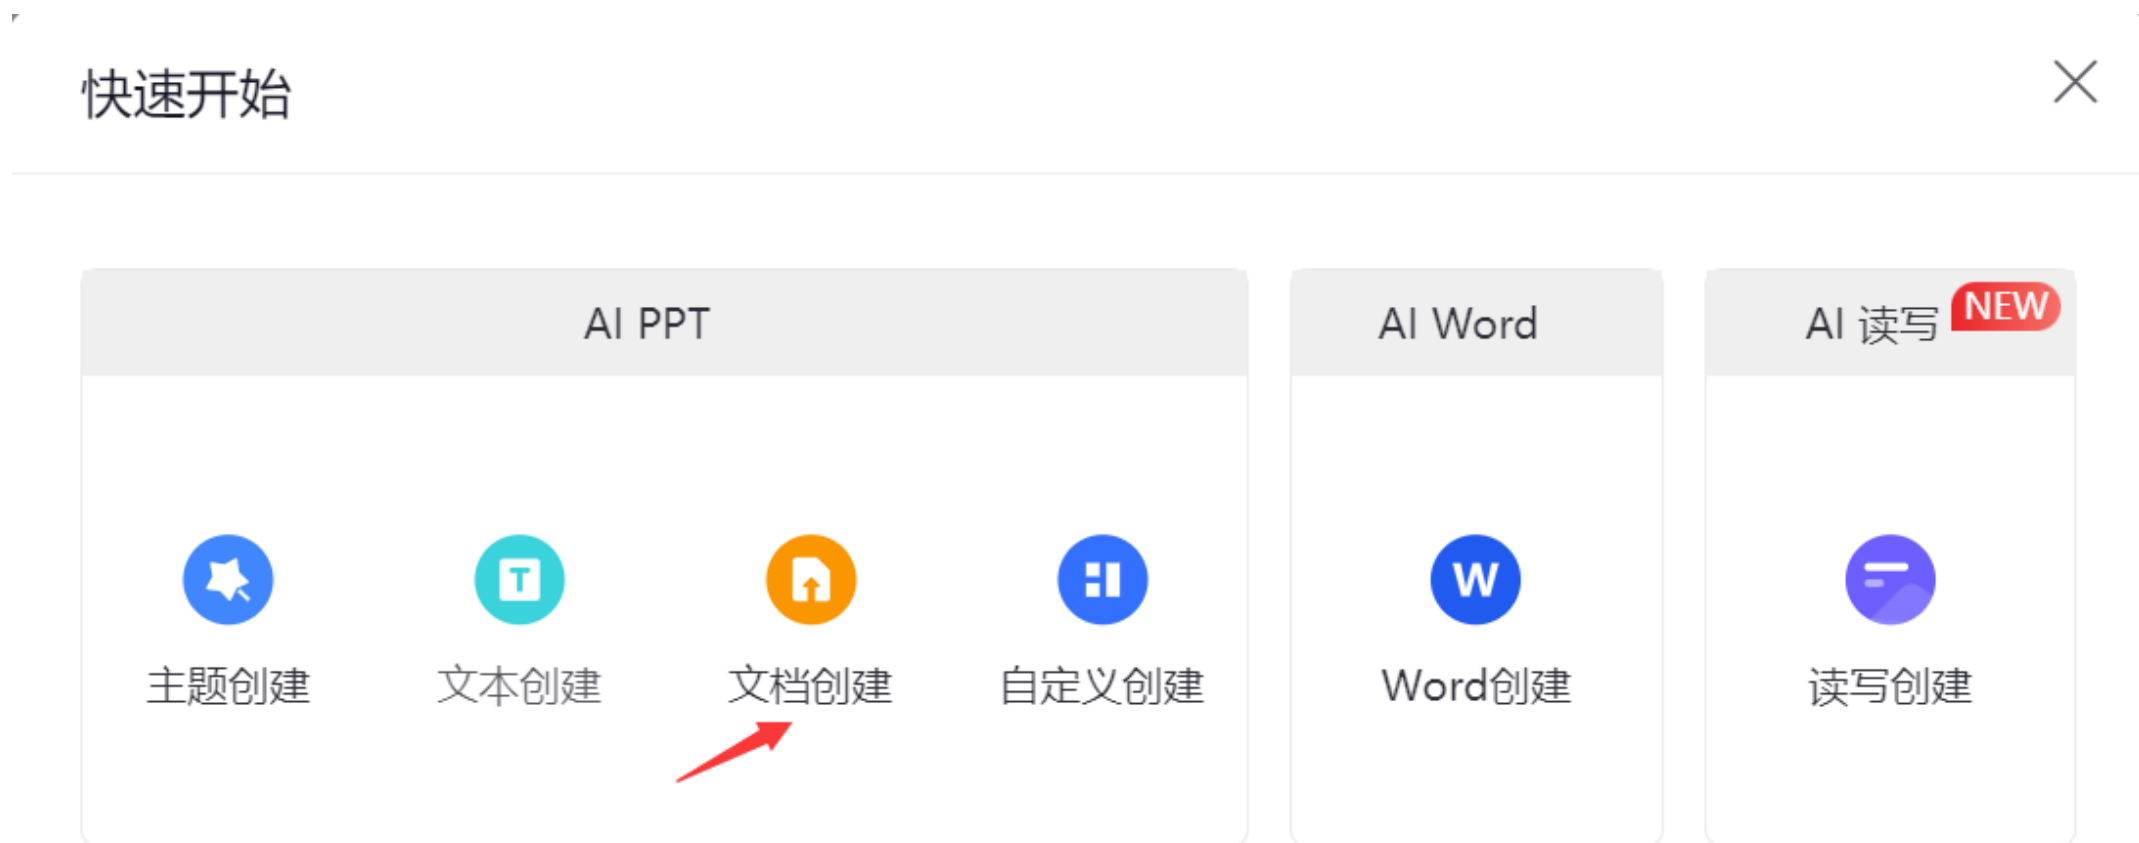 快速开始
AI PPT
AI Word
AI 读写
NEW
T
W
主题创建
文本创建
文档创建
自定义创建
Word创建
读写创建